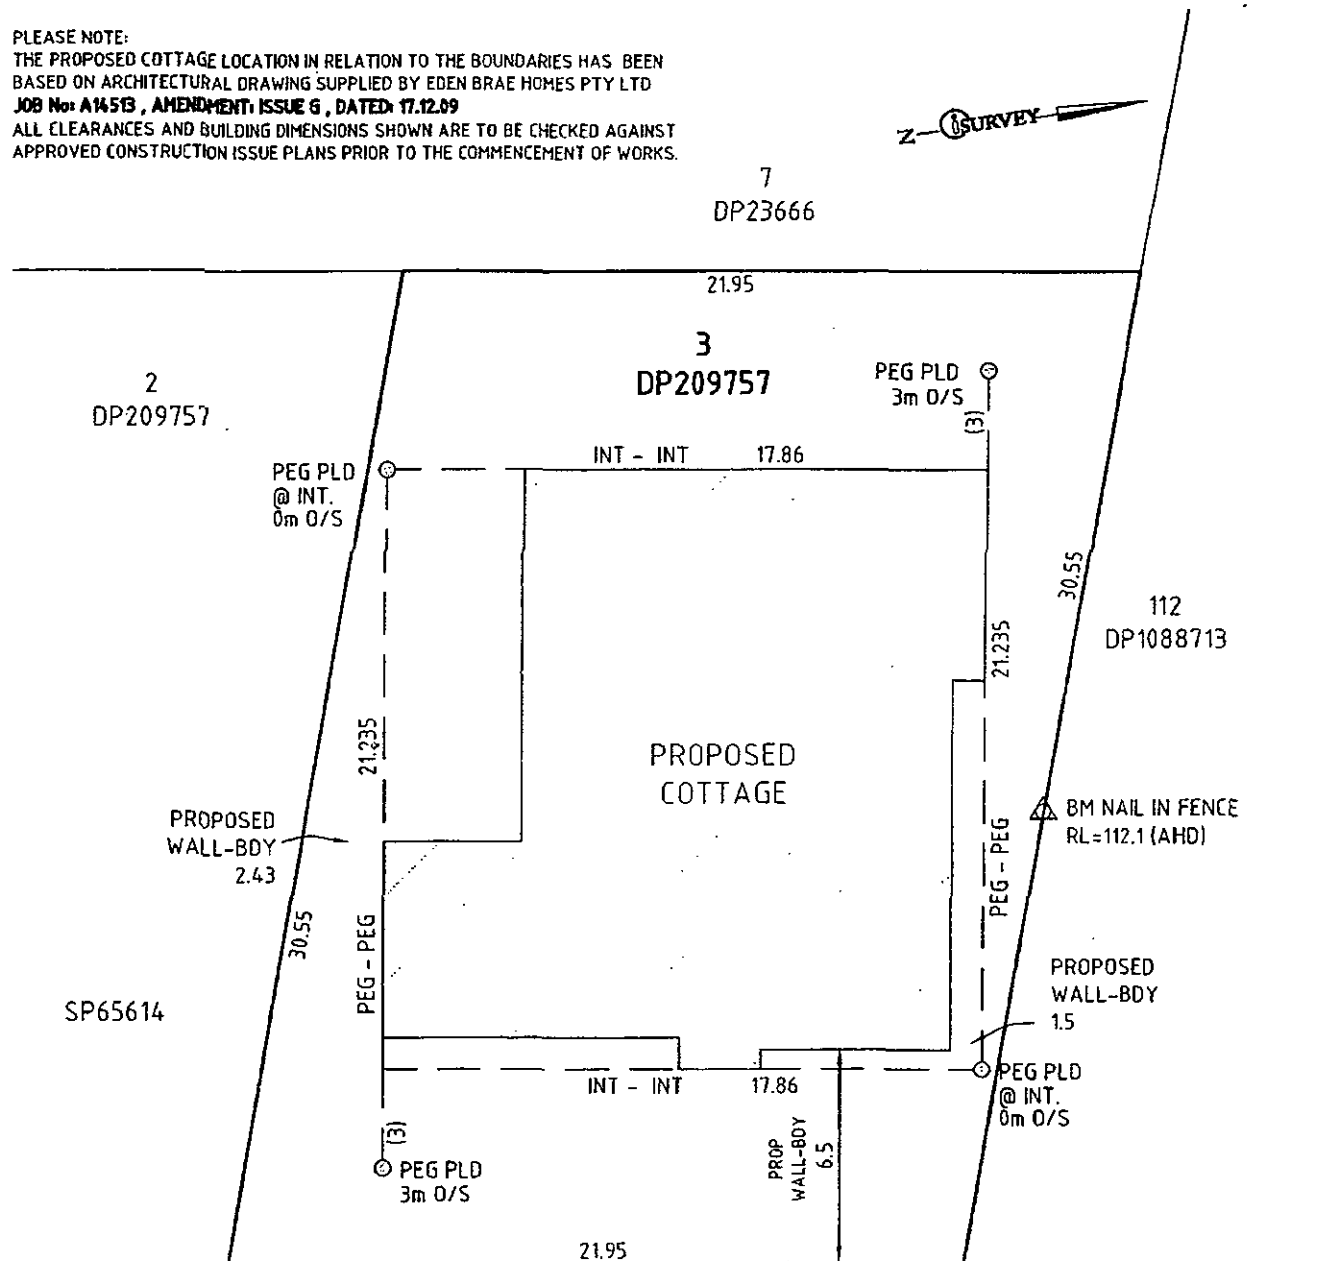 PLEASE NOTE:
THE PROPOSED COTTAGE LOCATION IN RELATION TO THE BOUNDARIES HAS BEEN
BASED ON ARCHITECTURAL DRAWING SUPPLIED BY EDEN BRAE HOMES PTY LTD
JOB No: A14513 , AMENDMENT: ISSUE G , DATED: 17.12.09
ALL CLEARANCES AND BUILDING DIMENSIONS SHOWN ARE TO BE CHECKED AGAINST
APPROVED CONSTRUCTION ISSUE PLANS PRIOR TO THE COMMENCEMENT OF WORKS.
N
iSURVEY
7
DP23666
21.95
3
DP209757
2
DP209757
PEG PLD
3m O/S
(3)
INT - INT 17.86
PEG PLD
@ INT.
0m O/S
30.55
112
DP1088713
21.235
21.235
PROPOSED
COTTAGE
PROPOSED
WALL-BDY
2.43
BM NAIL IN FENCE
RL=112.1 (AHD)
PEG - PEG
30.55
PEG - PEG
PROPOSED
WALL-BDY
1.5
SP65614
INT - INT 17.86
PEG PLD
@ INT.
0m O/S
(3)
PEG PLD
3m O/S
PROP
WALL-BDY
6.5
21.95